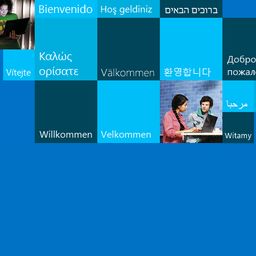 Bienvenido
Hoş geldiniz
ברוכים הבאים
Vítejte
Καλώς
ορίσατε
Välkommen
환영합니다
Добро
пожал
Willkommen
Velkommen
مرحبا
Witamy